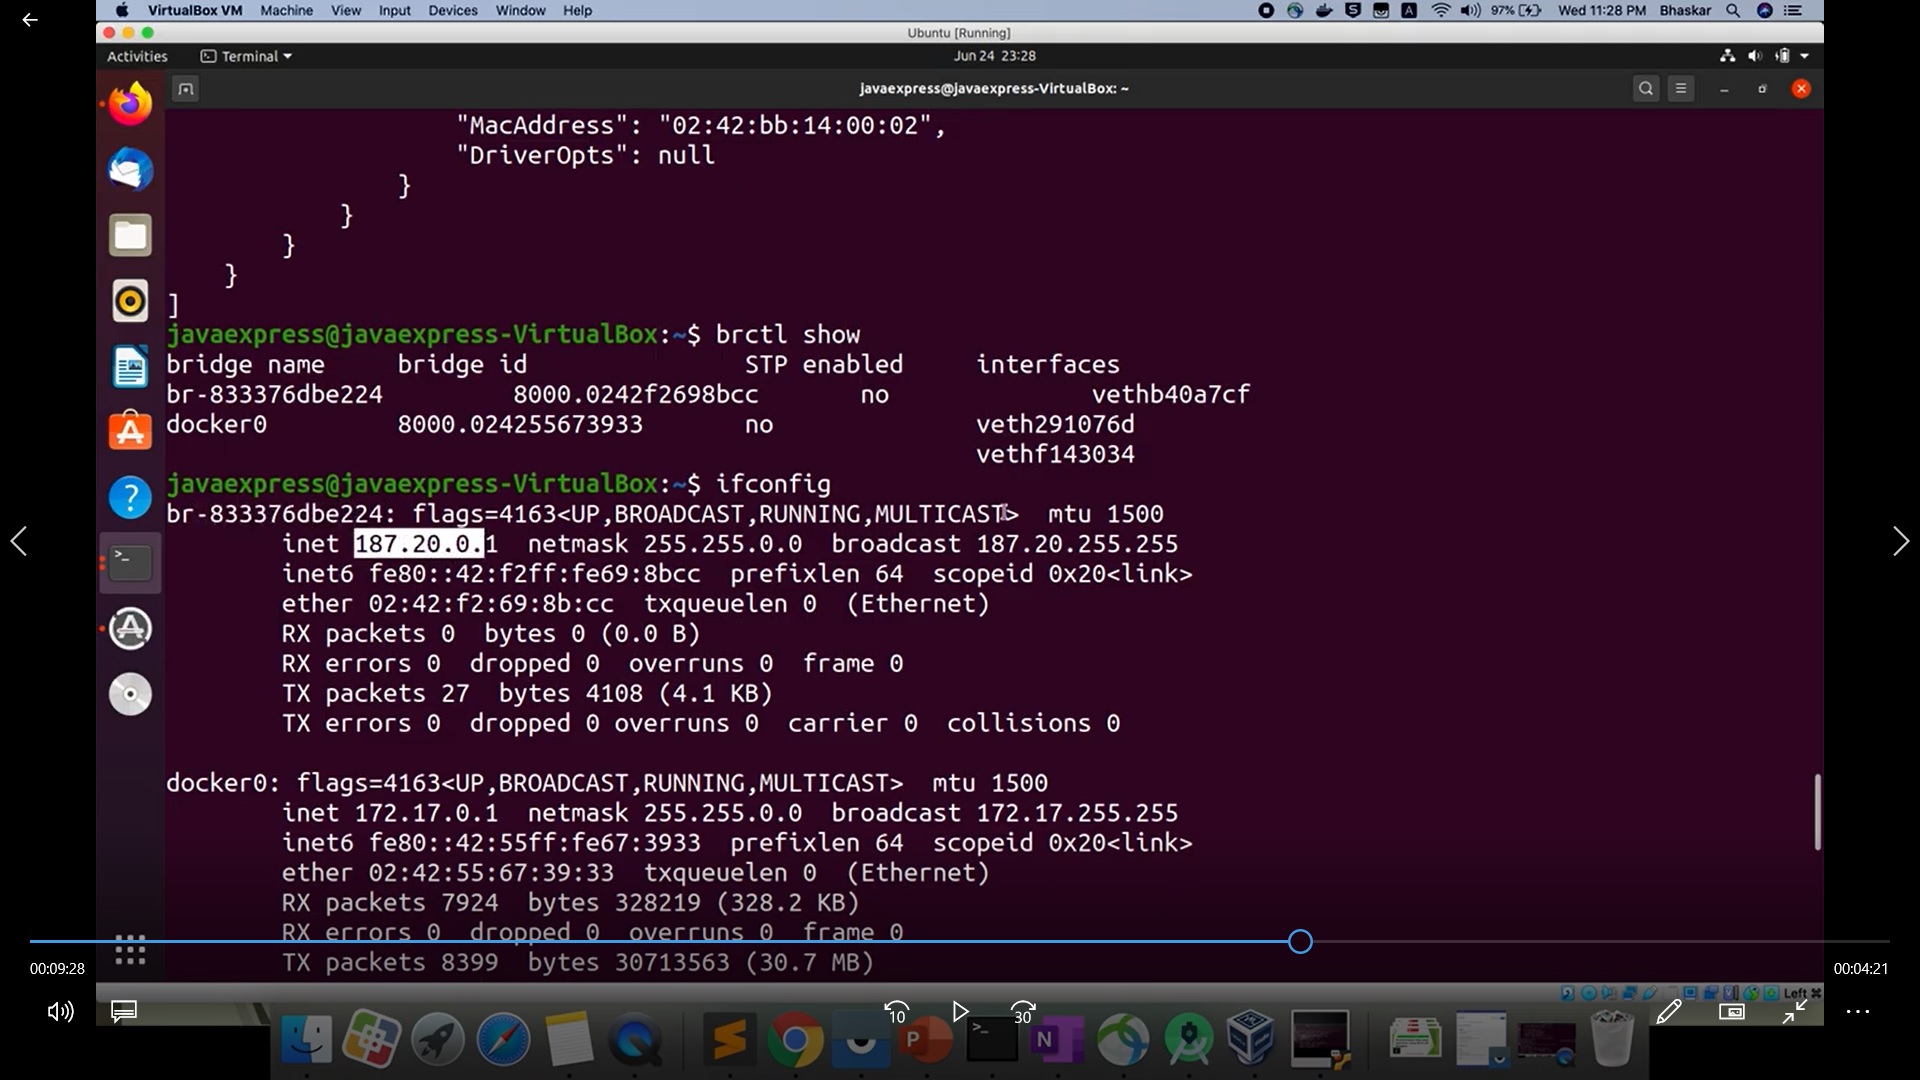 VirtualBox VM Machine View Input Devices Window Help 97% Wed 11:28 PM Bhaskar
Ubuntu [Running]
Activities Terminal Jun 24 23:28
javaexpress@javaexpress-VirtualBox: ~
"MacAddress": "02:42:bb:14:00:02",
"DriverOpts": null
}
}
}
}
]
javaexpress@javaexpress-VirtualBox:~$ brctl show
bridge name bridge id STP enabled interfaces
br-833376dbe224 8000.0242f2698bcc no vethb40a7cf
docker0 8000.024255673933 no veth291076d
vethf143034
javaexpress@javaexpress-VirtualBox:~$ ifconfig
br-833376dbe224: flags=4163<UP,BROADCAST,RUNNING,MULTICAST> mtu 1500
inet 187.20.0.1 netmask 255.255.0.0 broadcast 187.20.255.255
inet6 fe80::42:f2ff:fe69:8bcc prefixlen 64 scopeid 0x20<link>
ether 02:42:f2:69:8b:cc txqueuelen 0 (Ethernet)
RX packets 0 bytes 0 (0.0 B)
RX errors 0 dropped 0 overruns 0 frame 0
TX packets 27 bytes 4108 (4.1 KB)
TX errors 0 dropped 0 overruns 0 carrier 0 collisions 0
docker0: flags=4163<UP,BROADCAST,RUNNING,MULTICAST> mtu 1500
inet 172.17.0.1 netmask 255.255.0.0 broadcast 172.17.255.255
inet6 fe80::42:55ff:fe67:3933 prefixlen 64 scopeid 0x20<link>
ether 02:42:55:67:39:33 txqueuelen 0 (Ethernet)
RX packets 7924 bytes 328219 (328.2 KB)
RX errors 0 dropped 0 overruns 0 frame 0
TX packets 8399 bytes 30713563 (30.7 MB)
00:09:28 00:04:21
Left ⌘
10 30